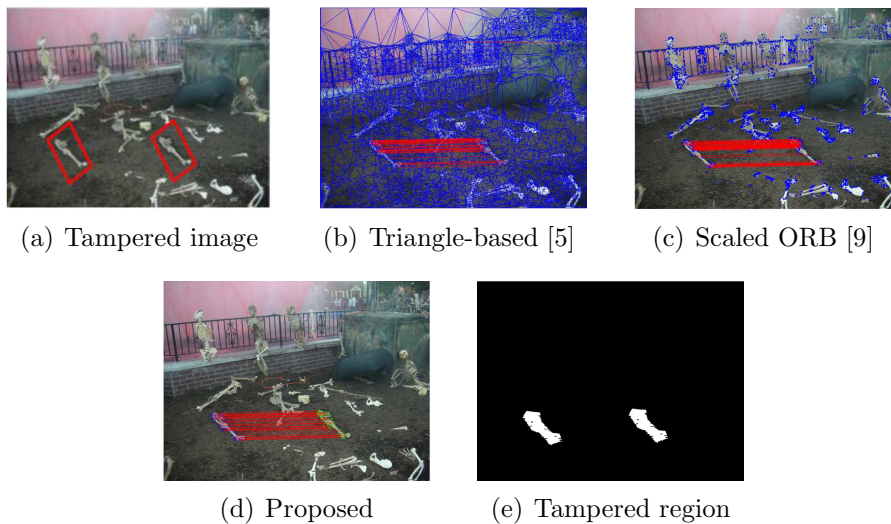 (a) Tampered image
(b) Triangle-based [5]
(c) Scaled ORB [9]
(d) Proposed
(e) Tampered region